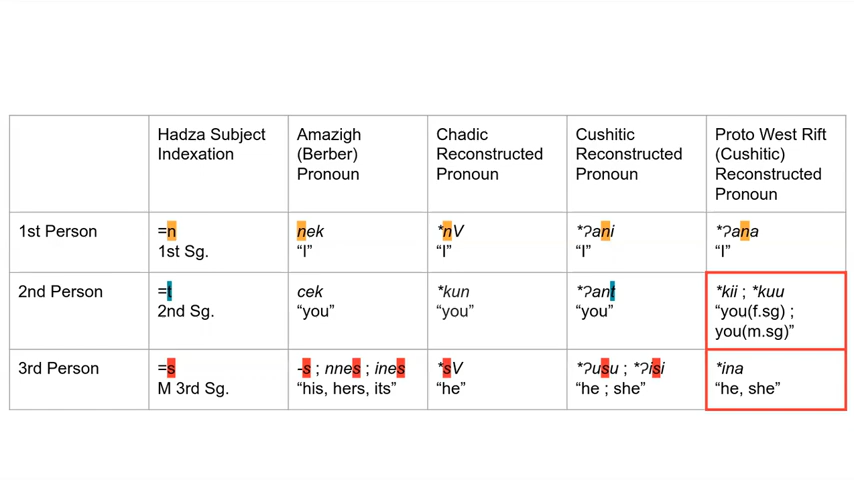 Hadza Subject Indexation
Amazigh (Berber) Pronoun
Chadic Reconstructed Pronoun
Cushitic Reconstructed Pronoun
Proto West Rift (Cushitic) Reconstructed Pronoun
1st Person
=n
1st Sg.
nek
“I”
*nV
“I”
*ʔani
“I”
*ʔana
“I”
2nd Person
=t
2nd Sg.
cek
“you”
*kun
“you”
*ʔant
“you”
*kii ; *kuu
“you(f.sg) ;
you(m.sg)”
3rd Person
=s
M 3rd Sg.
-s ; nnes ; ines
“his, hers, its”
*sV
“he”
*ʔusu ; *ʔisi
“he ; she”
*ina
“he, she”